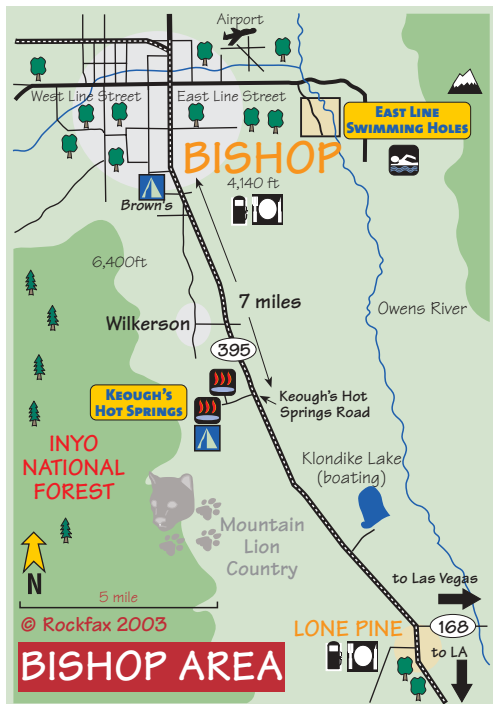 Airport
West Line Street
East Line Street
EAST LINE
SWIMMING HOLES
BISHOP
4,140 ft
Brown's
6,400ft
7 miles
Owens River
Wilkerson
395
KEOUGH'S
HOT SPRINGS
Keough's Hot
Springs Road
INYO
NATIONAL
FOREST
Klondike Lake
(boating)
Mountain
Lion
Country
N
to Las Vegas
5 mile
© Rockfax 2003
LONE PINE
168
to LA
BISHOP AREA